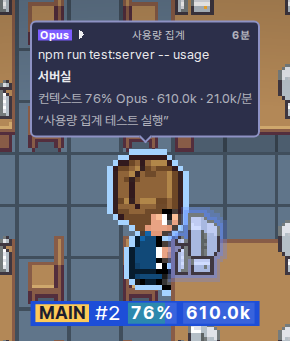 Opus 사용량 집계 6분
npm run test:server -- usage
서버실
컨텍스트 76% Opus · 610.0k · 21.0k/분
“사용량 집계 테스트 실행”
MAIN #2 76% 610.0k